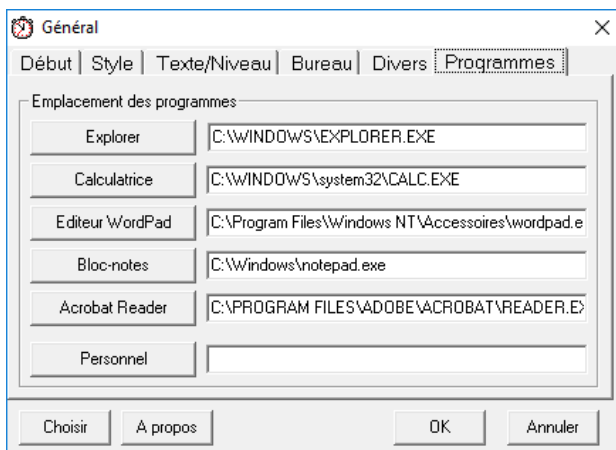 Général
Début Style Texte/Niveau Bureau Divers Programmes
Emplacement des programmes
Explorer C:\WINDOWS\EXPLORER.EXE
Calculatrice C:\WINDOWS\system32\CALC.EXE
Editeur WordPad C:\Program Files\Windows NT\Accessoires\wordpad.e
Bloc-notes C:\Windows\notepad.exe
Acrobat Reader C:\PROGRAM FILES\ADOBE\ACROBAT\READER.EX
Personnel
Choisir A propos OK Annuler